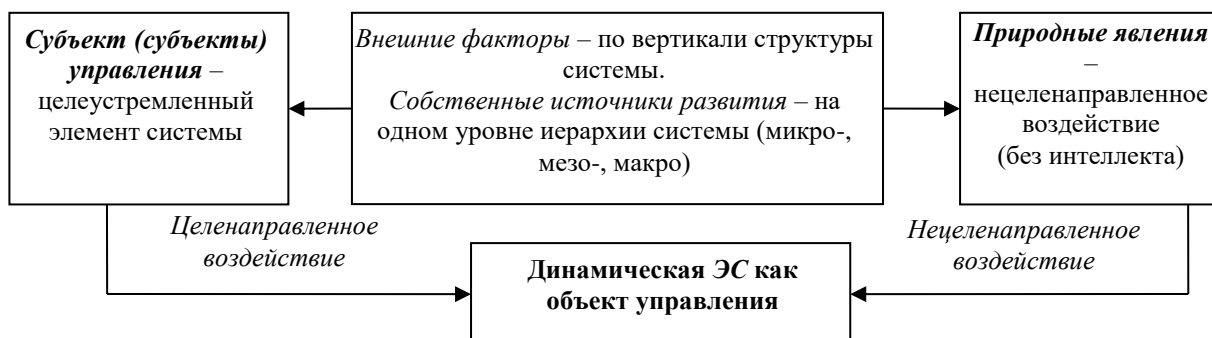 Субъект (субъекты)
управления –
целеустремленный
элемент системы
Внешние факторы – по вертикали структуры
системы.
Собственные источники развития – на
одном уровне иерархии системы (микро-,
мезо-, макро)
Природные явления
–
нецеленаправленное
воздействие
(без интеллекта)
Целенаправленное
воздействие
Нецеленаправленное
воздействие
Динамическая ЭС как
объект управления